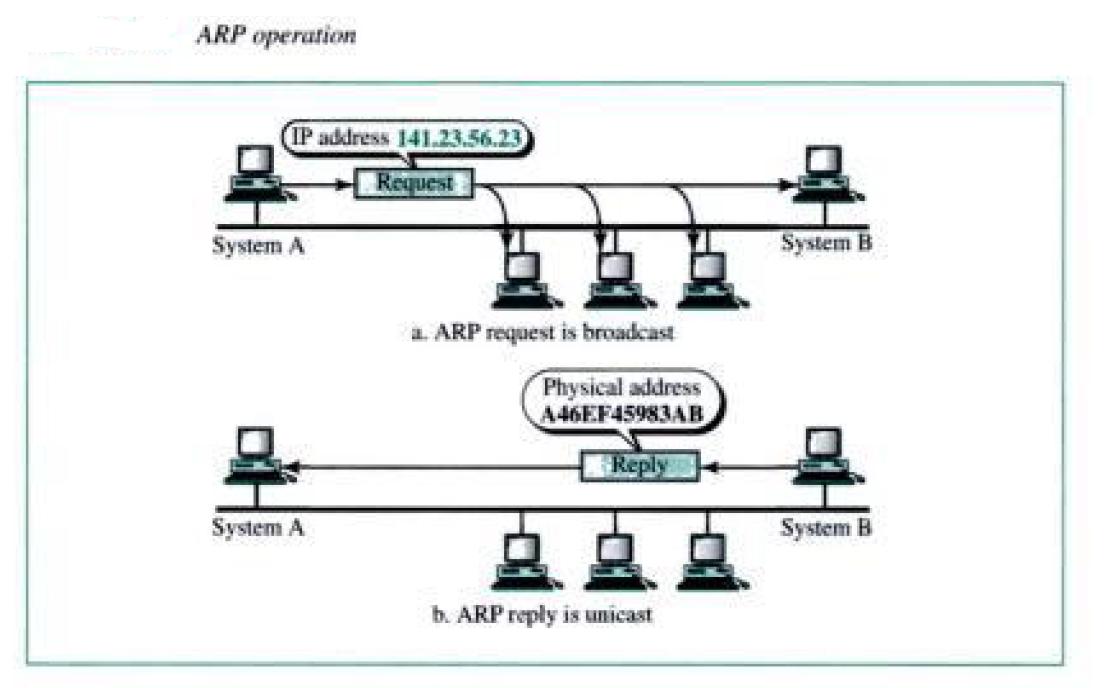 ARP operation
IP address 141.23.56.23
Request
System A
System B
a. ARP request is broadcast
Physical address
A46EF45983AB
Reply
System A
System B
b. ARP reply is unicast